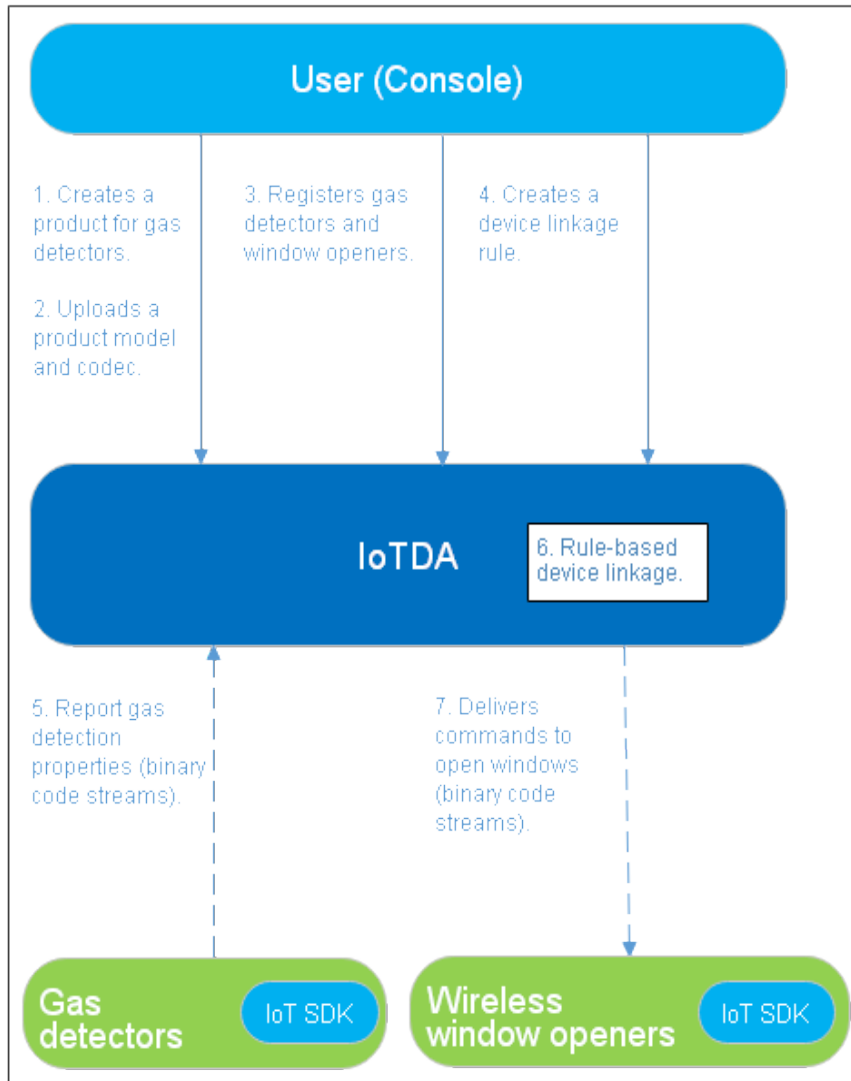 User (Console)
1. Creates a
product for gas
detectors.
2. Uploads a
product model
and codec.
3. Registers gas
detectors and
window openers.
4. Creates a
device linkage
rule.
IoTDA
6. Rule-based
device linkage.
5. Report gas
detection
properties (binary
code streams).
7. Delivers
commands to
open windows
(binary code
streams).
Gas
detectors
IoT SDK
Wireless
window openers
IoT SDK